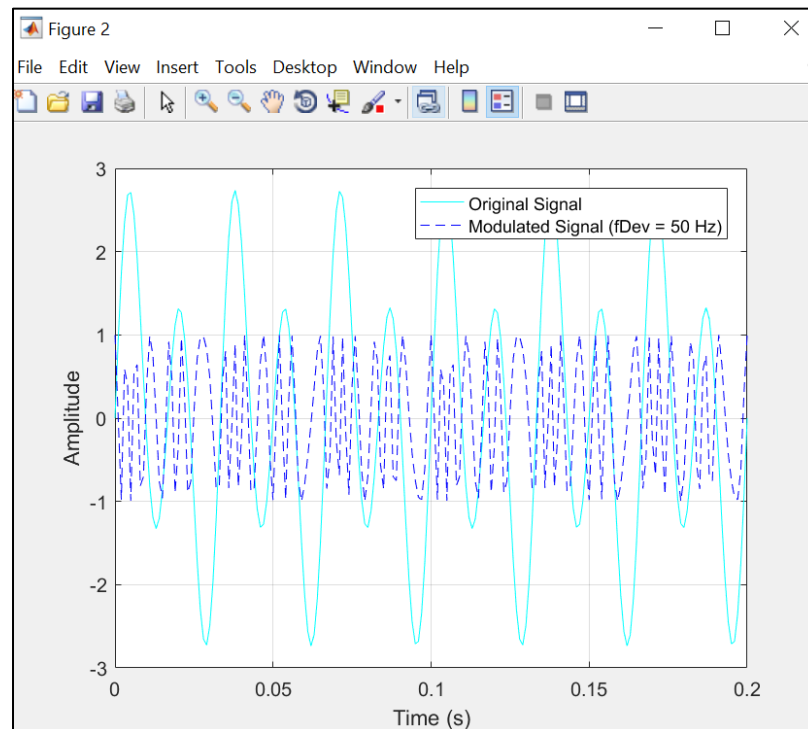 Figure 2
File Edit View Insert Tools Desktop Window Help
3
Original Signal
Modulated Signal (fDev = 50 Hz)
2
1
0
-1
-2
-3
Amplitude
0 0.05 0.1 0.15 0.2
Time (s)